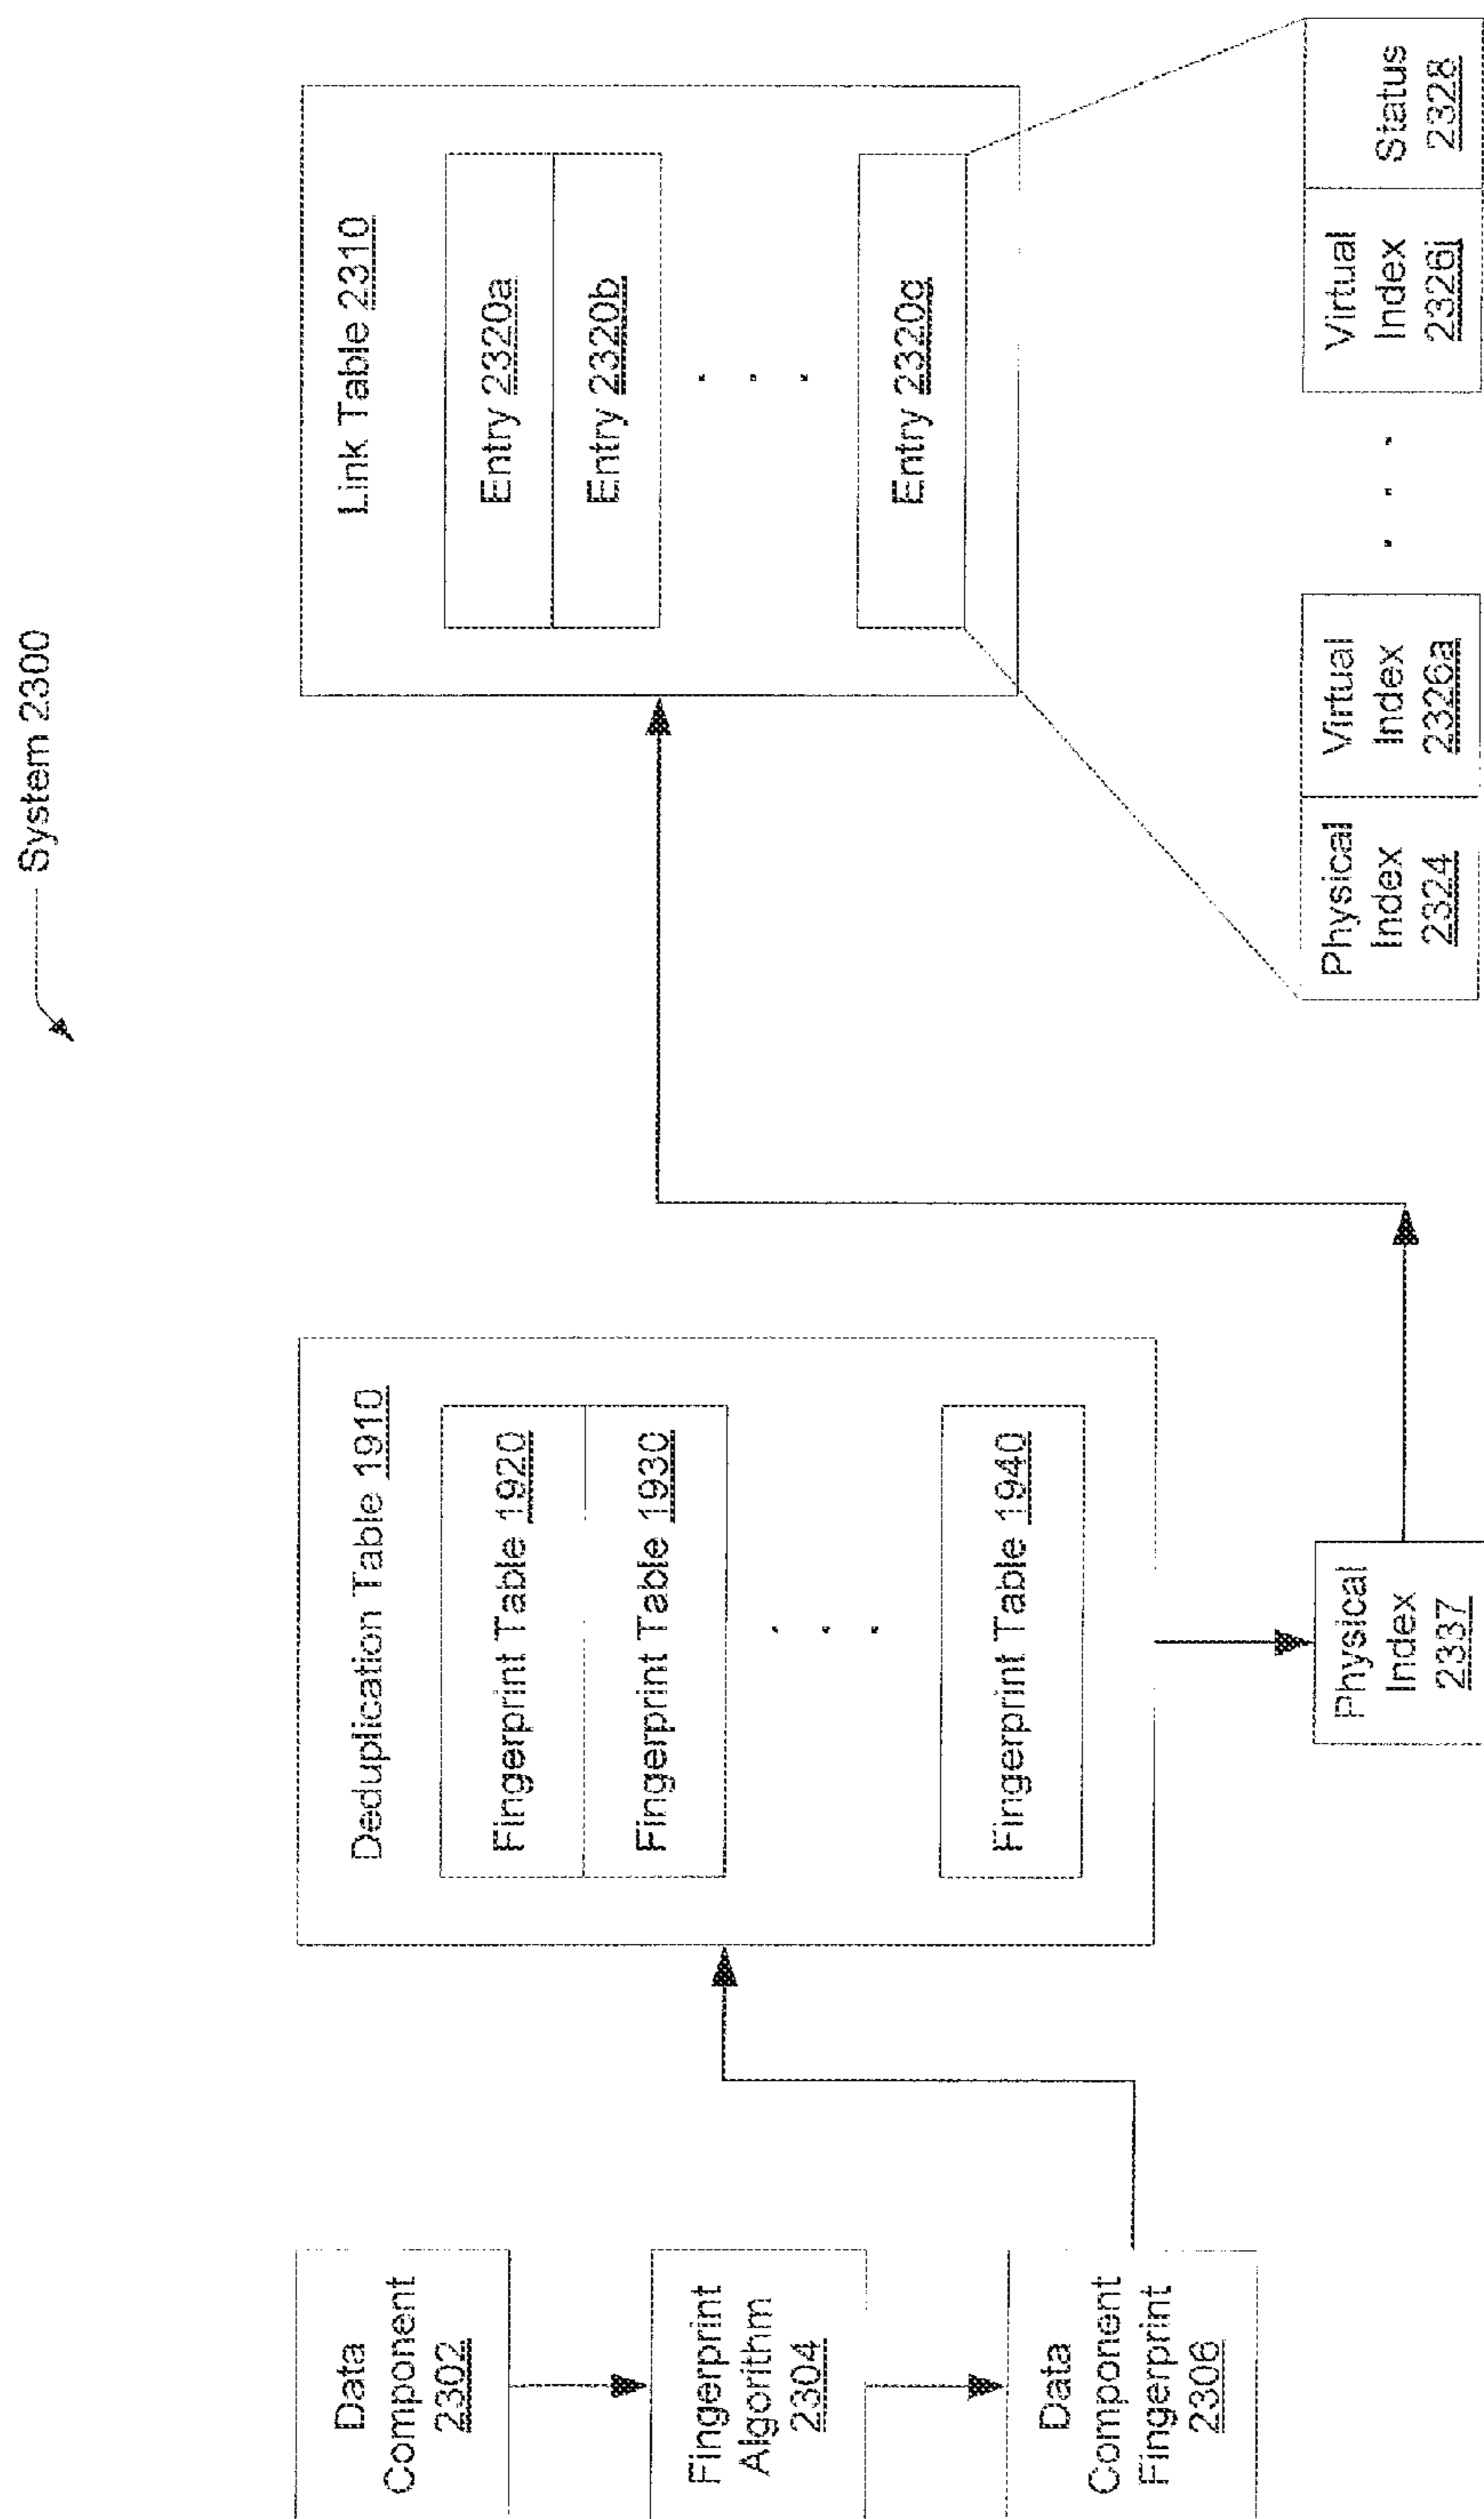 System 2300
Data
Component
2302
Fingerprint
Algorithm
2304
Data
Component
Fingerprint
2306
Deduplication Table 1910
Fingerprint Table 1920
Fingerprint Table 1930
. . .
Fingerprint Table 1940
Physical
Index
2337
Link Table 2310
Entry 2320a
Entry 2320b
. . .
Entry 2320g
Physical
Index
2324
Virtual
Index
2326a
. . .
Virtual
Index
2326j
Status
2328